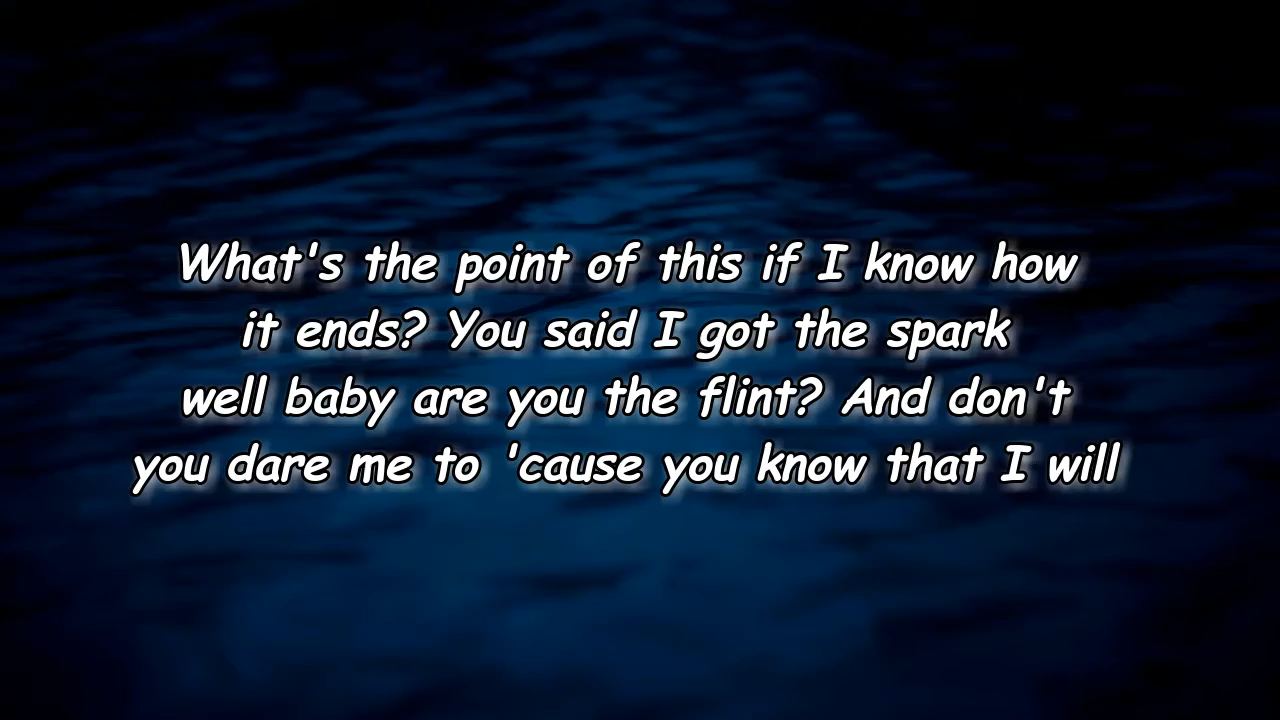 What's the point of this if I know how
it ends? You said I got the spark
well baby are you the flint? And don't
you dare me to 'cause you know that I will